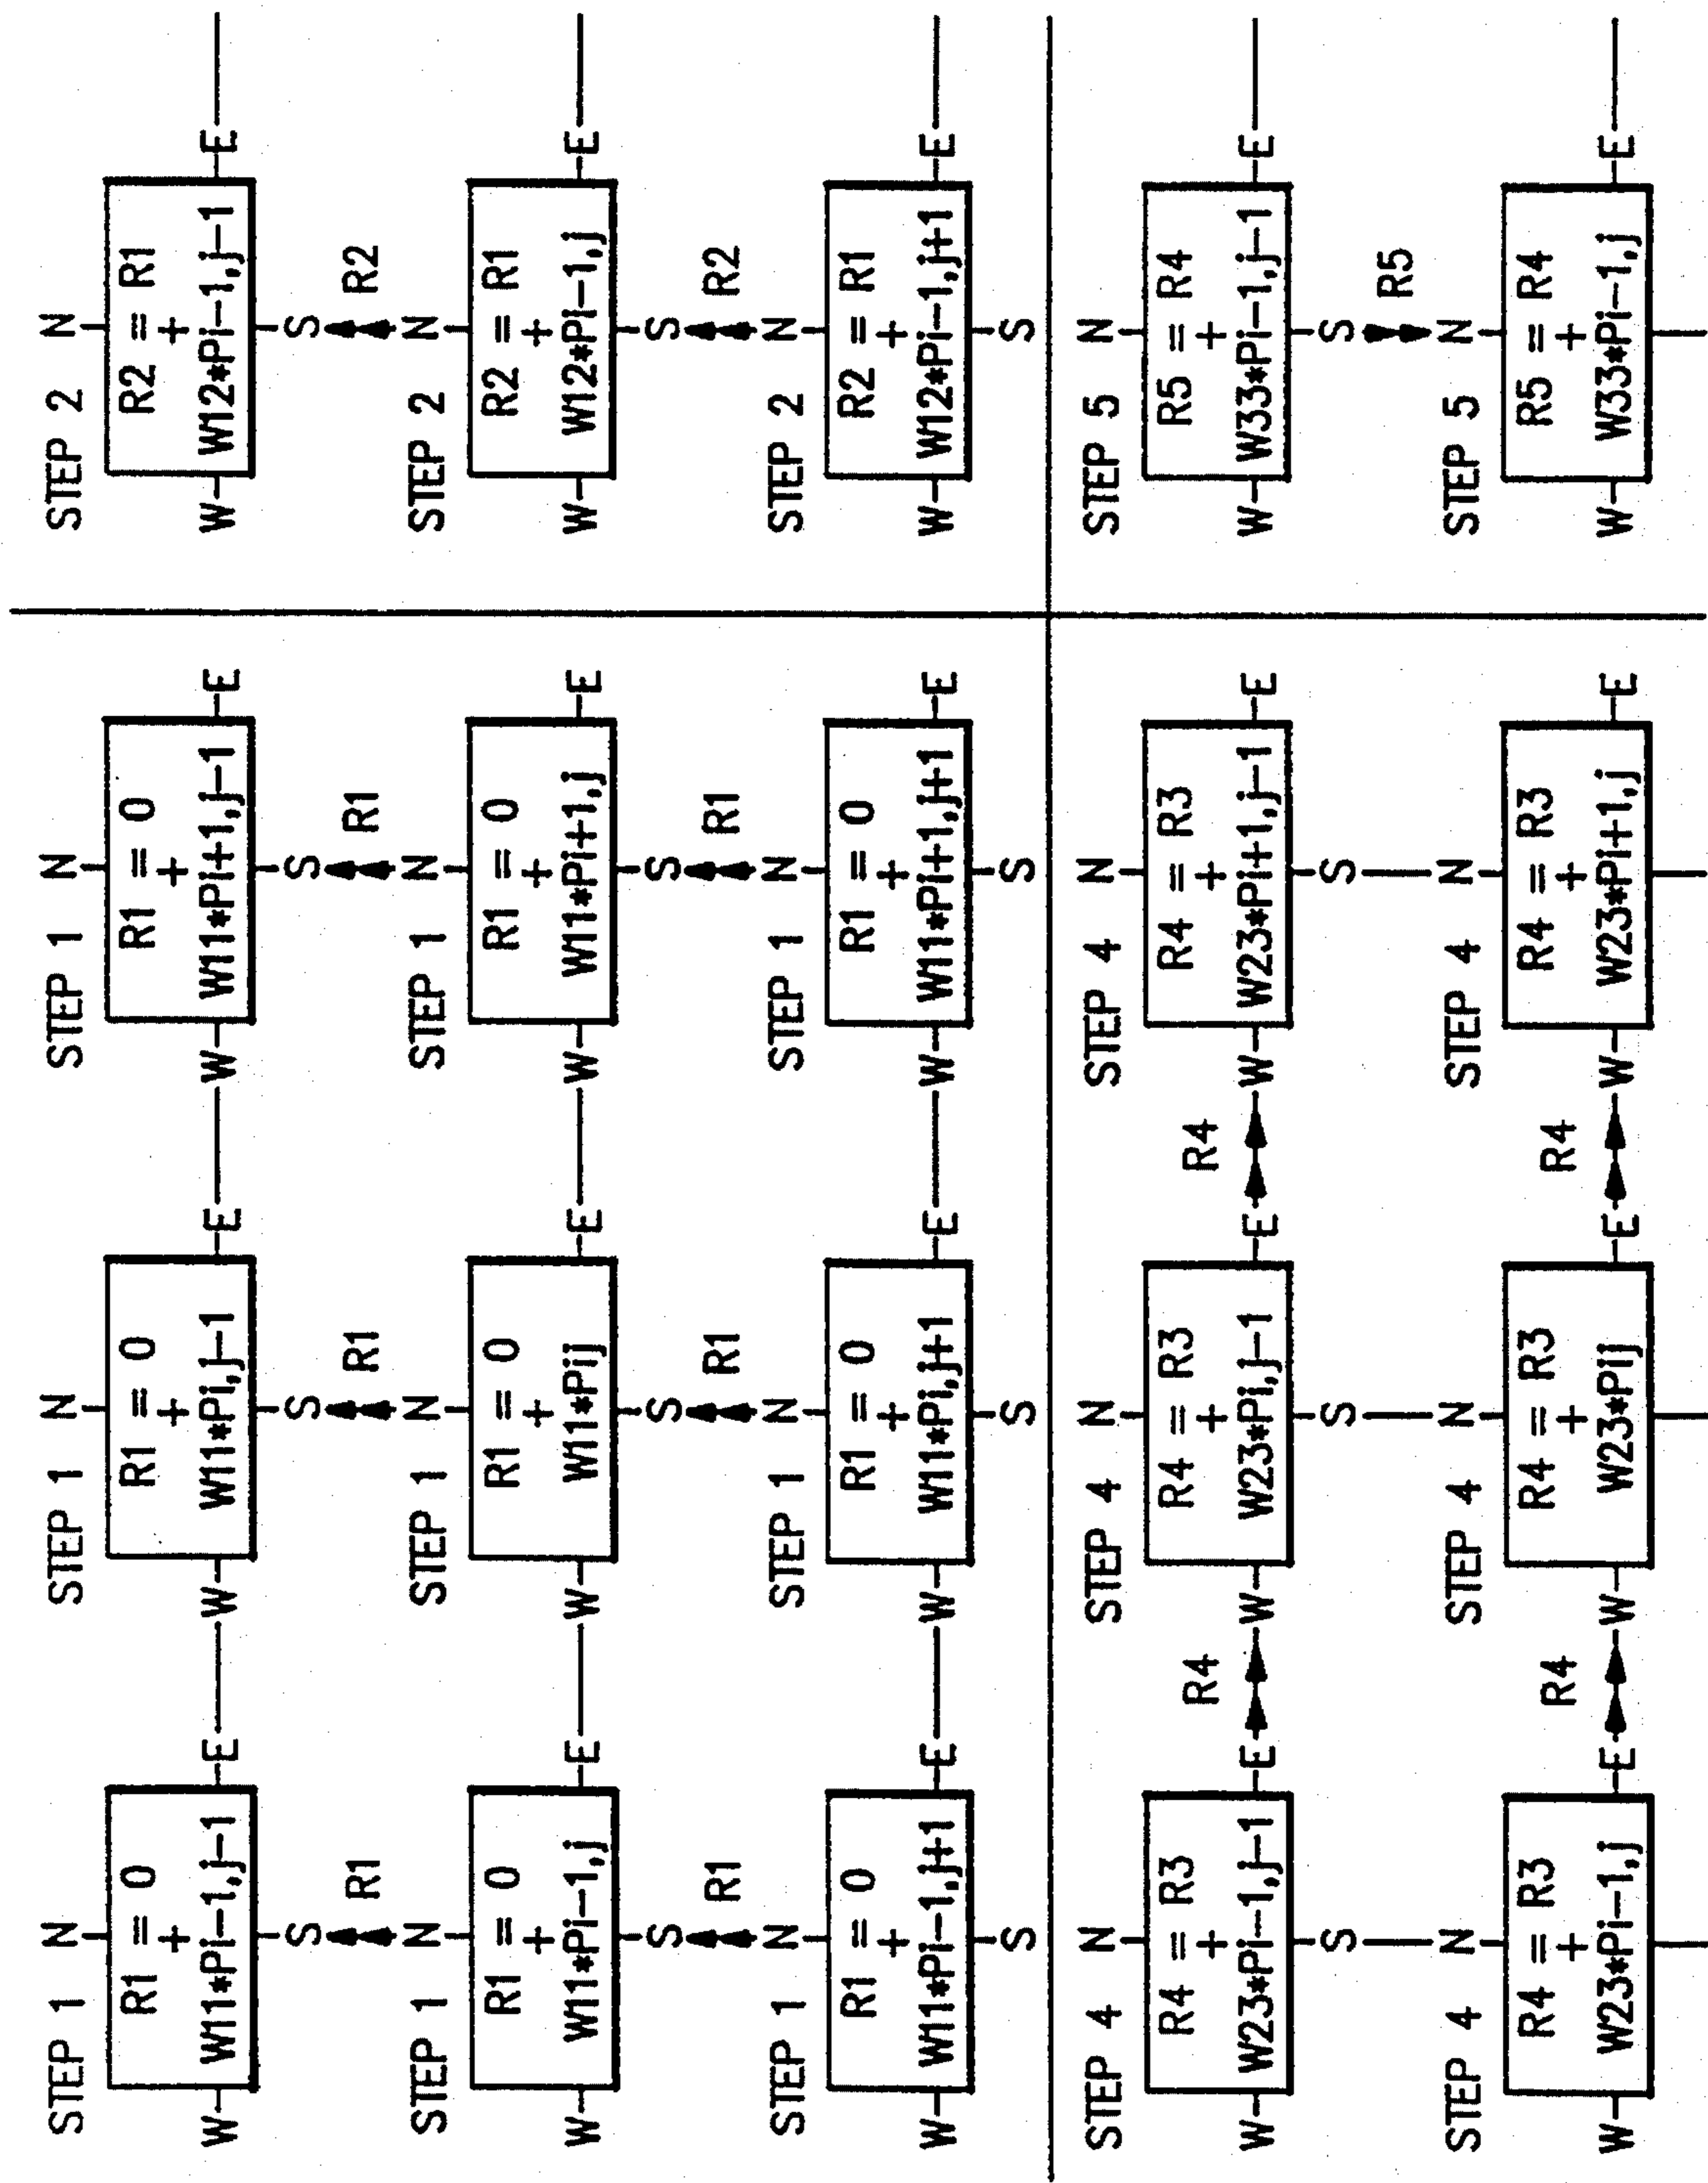 STEP 1 N
R1 = 0
+
W W11*Pi-1,j-1 E
S
R1
STEP 1 N
R1 = 0
+
W W11*Pi,j-1 E
S
R1
STEP 1 N
R1 = 0
+
W W11*Pi+1,j-1 E
S
R1
STEP 2 N
R2 = R1
+
W W12*Pi-1,j-1 E
S
R2
STEP 1 N
R1 = 0
+
W W11*Pi-1,j E
S
R1
STEP 1 N
R1 = 0
+
W W11*Pij E
S
R1
STEP 1 N
R1 = 0
+
W W11*Pi+1,j E
S
R1
STEP 2 N
R2 = R1
+
W W12*Pi-1,j E
S
R2
STEP 1 N
R1 = 0
+
W W11*Pi-1,j+1 E
S
STEP 1 N
R1 = 0
+
W W11*Pi,j+1 E
S
STEP 1 N
R1 = 0
+
W W11*Pi+1,j+1 E
S
STEP 2 N
R2 = R1
+
W W12*Pi-1,j+1 E
S
STEP 4 N
R4 = R3
+
W W23*Pi-1,j-1 E
S
R4
STEP 4 N
R4 = R3
+
W W23*Pi,j-1 E
S
R4
STEP 4 N
R4 = R3
+
W W23*Pi+1,j-1 E
S
STEP 5 N
R5 = R4
+
W W33*Pi-1,j-1 E
S
R5
STEP 4 N
R4 = R3
+
W W23*Pi-1,j E
R4
STEP 4 N
R4 = R3
+
W W23*Pij E
R4
STEP 4 N
R4 = R3
+
W W23*Pi+1,j E
STEP 5 N
R5 = R4
+
W W33*Pi-1,j E